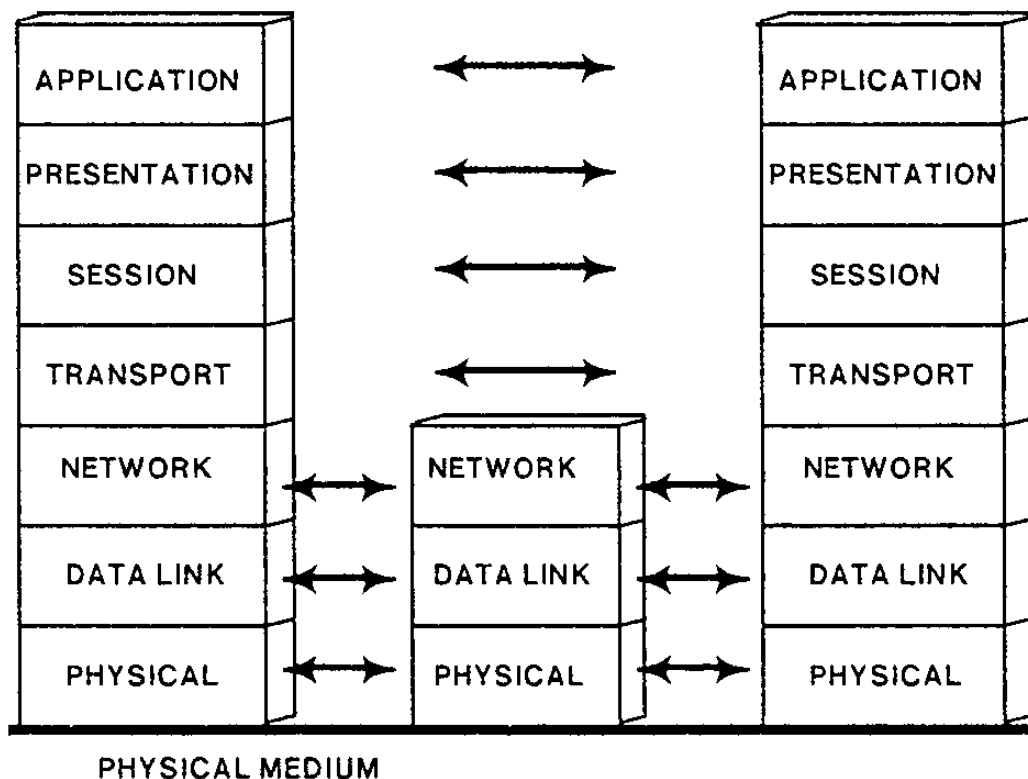 APPLICATION
APPLICATION
PRESENTATION
PRESENTATION
SESSION
SESSION
TRANSPORT
TRANSPORT
NETWORK
NETWORK
NETWORK
DATA LINK
DATA LINK
DATA LINK
PHYSICAL
PHYSICAL
PHYSICAL
PHYSICAL MEDIUM